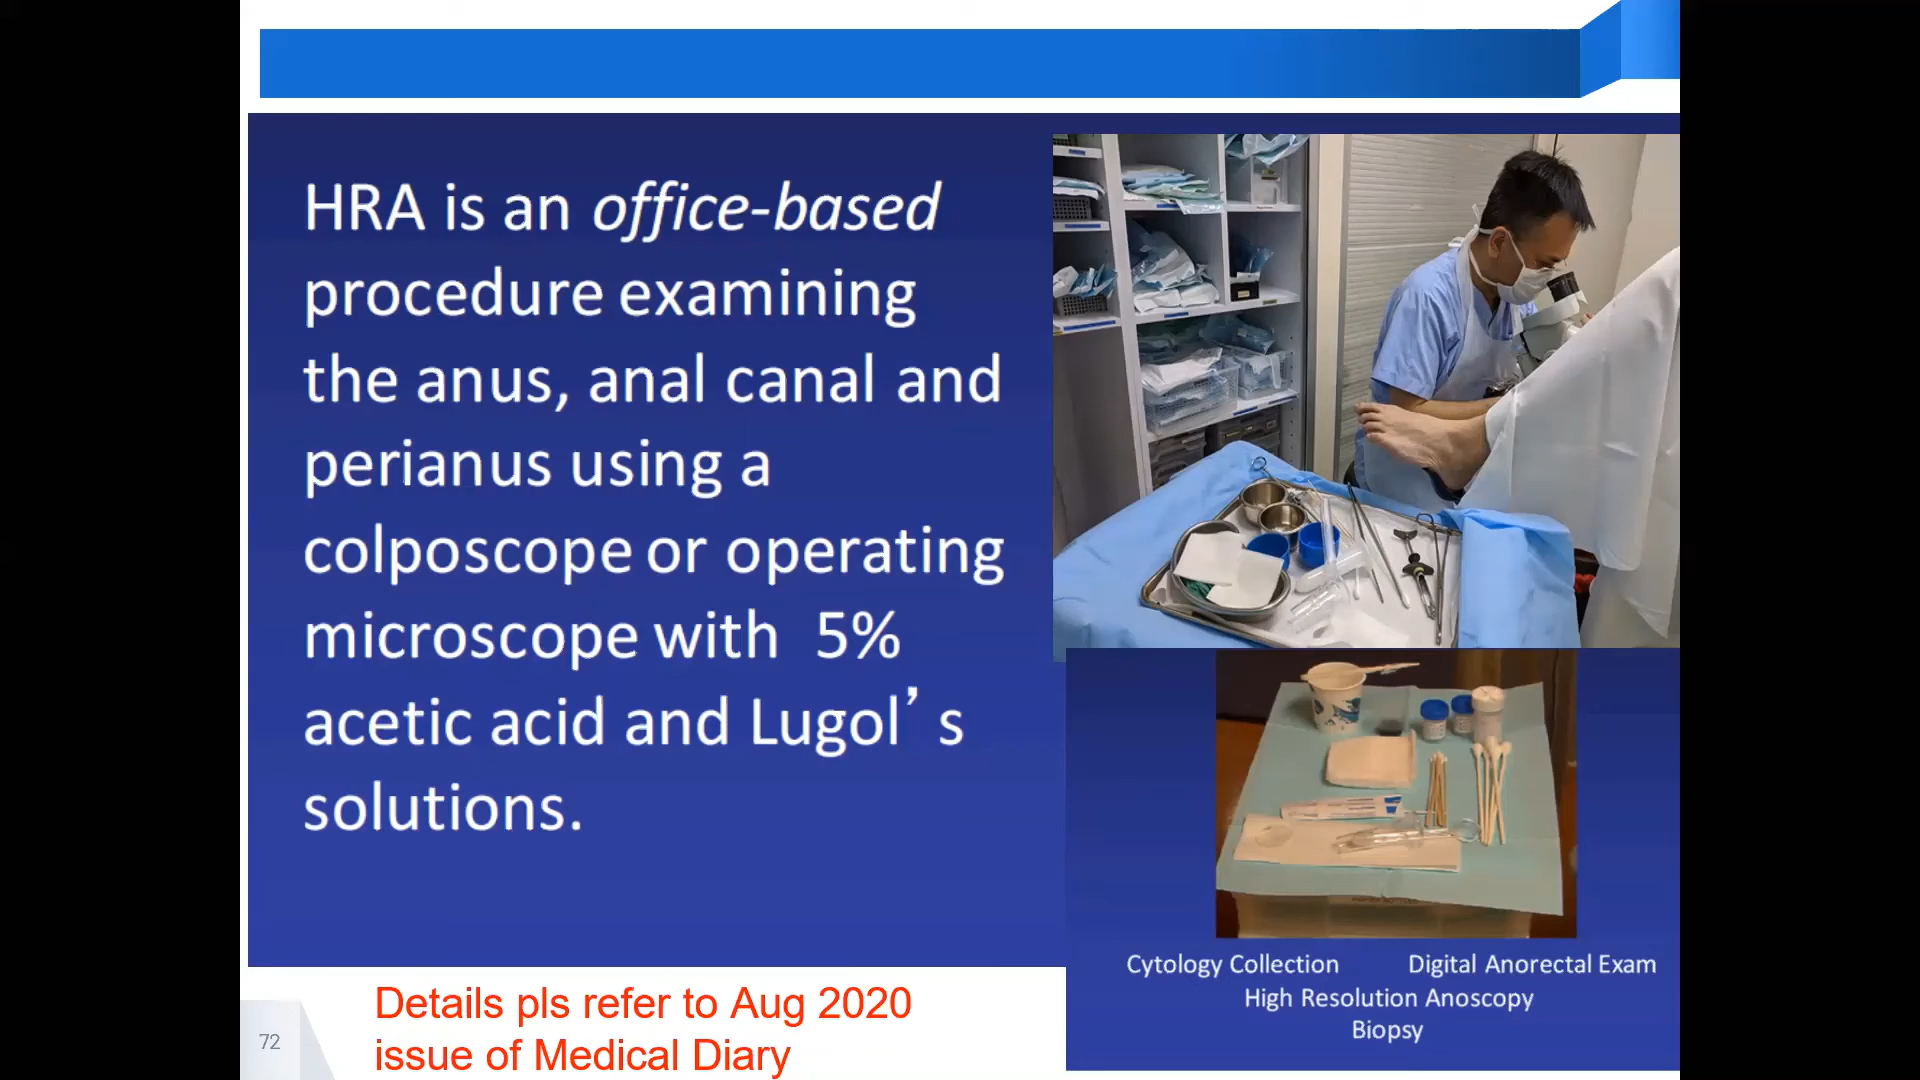 HRA is an office-based
procedure examining
the anus, anal canal and
perianus using a
colposcope or operating
microscope with 5%
acetic acid and Lugol’s
solutions.
Cytology Collection Digital Anorectal Exam
High Resolution Anoscopy
Biopsy
Details pls refer to Aug 2020
issue of Medical Diary
72